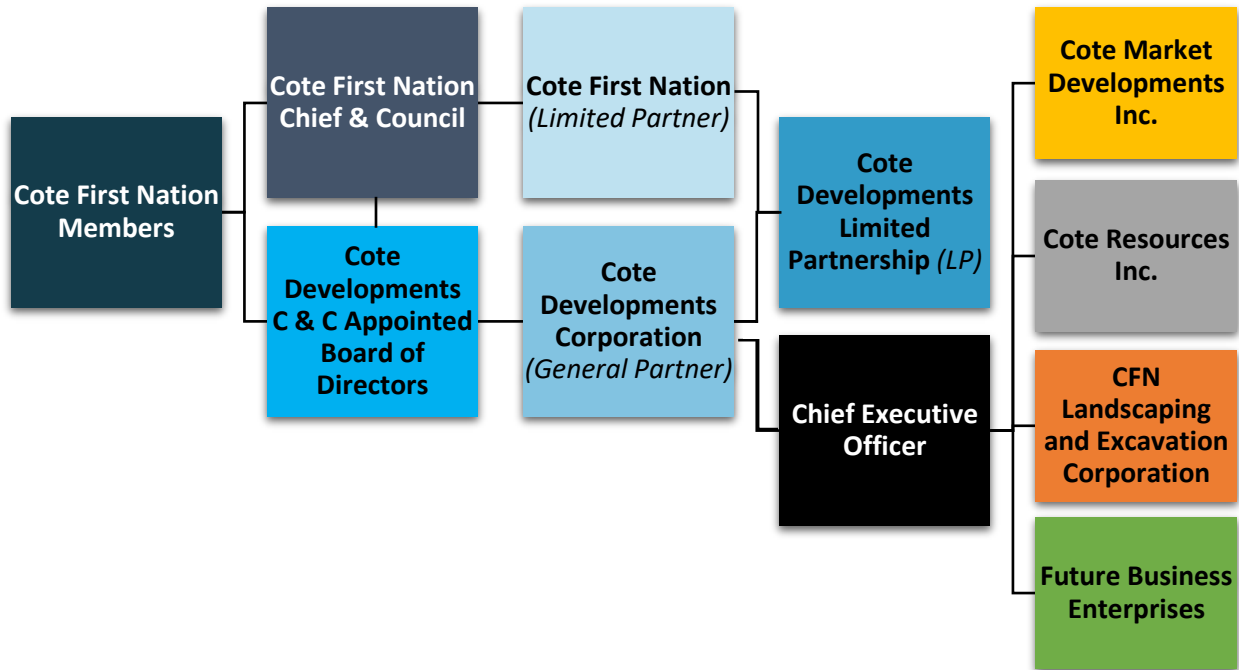 Cote First Nation
Members
Cote First Nation
Chief & Council
Cote
Developments
C & C Appointed
Board of
Directors
Cote First Nation
(Limited Partner)
Cote
Developments
Corporation
(General Partner)
Cote
Developments
Limited
Partnership (LP)
Chief Executive
Officer
Cote Market
Developments
Inc.
Cote Resources
Inc.
CFN
Landscaping
and Excavation
Corporation
Future Business
Enterprises